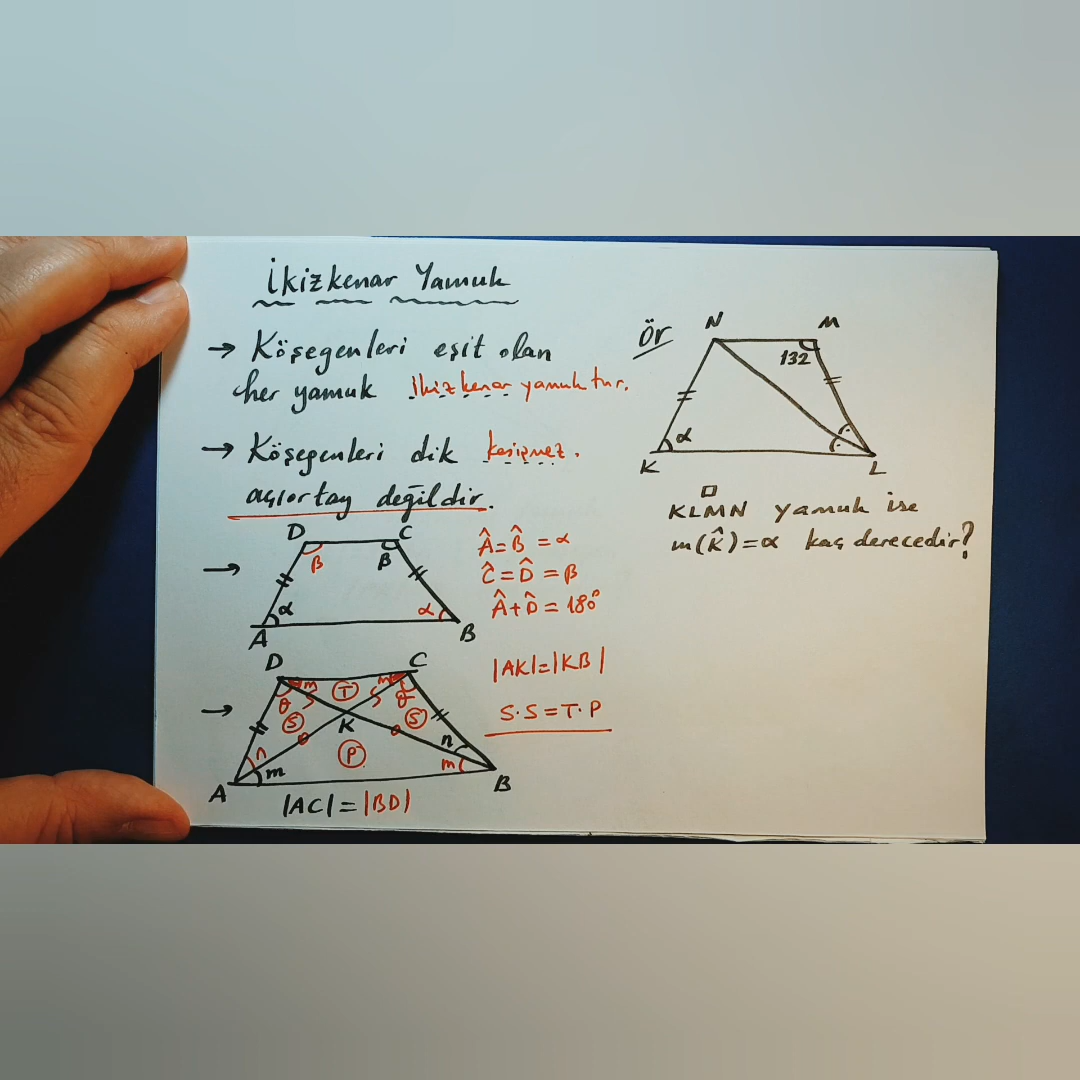 İkizkenar Yamuk
→ Köşegenleri eşit olan
her yamuk ikizkenar yamuktur.
→ Köşegenleri dik kesişmez.
açıortay değildir.
D C
β β
α α
A B
Â=B̂ = α
Ĉ=D̂ = β
Â+D̂ = 180°
D C
m T m
θ S S θ
K
n P n
m m
A B
|AC|=|BD|
|AK|=|KB|
S.S=T.P
Ör
N M
132
α
K L
KLMN yamuk ise
m(K̂)=α kaç derecedir?